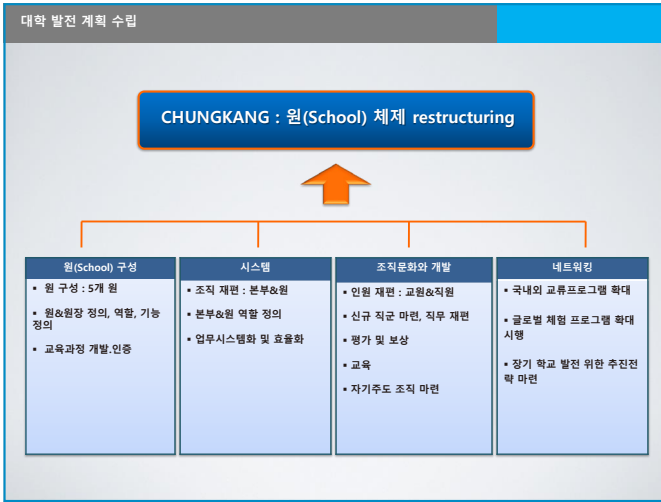 대학 발전 계획 수립
CHUNGKANG : 원(School) 체제 restructuring
원(School) 구성
▪ 원 구성 : 5개 원
▪ 원&원장 정의, 역할, 기능
정의
▪ 교육과정 개발.인증
시스템
▪ 조직 재편 : 본부&원
▪ 본부&원 역할 정의
▪ 업무시스템화 및 효율화
조직문화와 개발
▪ 인원 재편 : 교원&직원
▪ 신규 직군 마련, 직무 재편
▪ 평가 및 보상
▪ 교육
▪ 자기주도 조직 마련
네트워킹
▪ 국내외 교류프로그램 확대
▪ 글로벌 체험 프로그램 확대
시행
▪ 장기 학교 발전 위한 추진전
략 마련